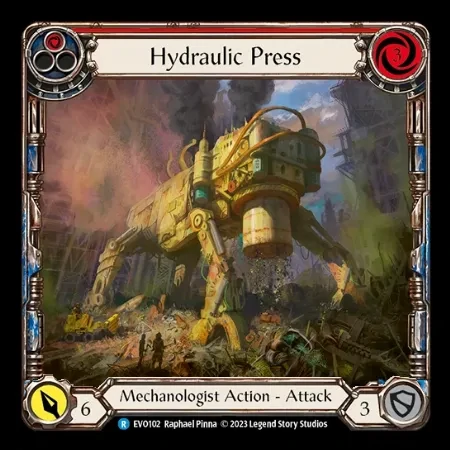 Hydraulic Press
3
6
Mechanologist Action - Attack
3
R EVO102 Raphael Pinna © 2023 Legend Story Studios